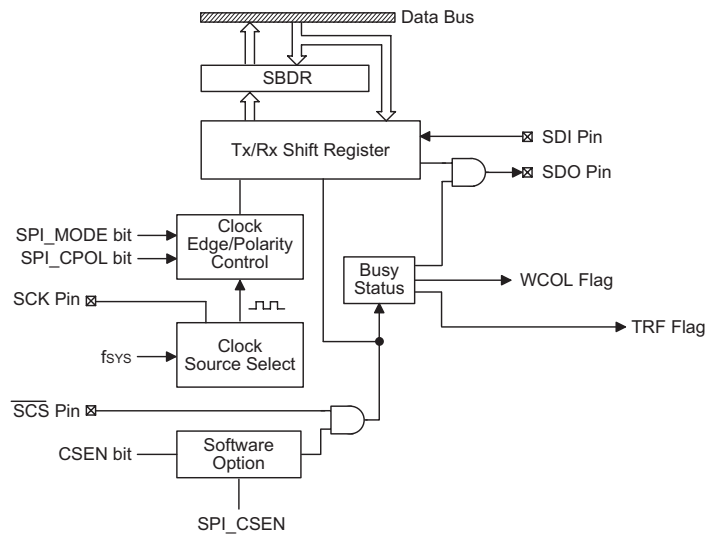 Data Bus
SBDR
Tx/Rx Shift Register
SDI Pin
SDO Pin
SPI_MODE bit
SPI_CPOL bit
Clock
Edge/Polarity
Control
Busy
Status
WCOL Flag
TRF Flag
SCK Pin
fSYS
Clock
Source Select
SCS Pin
CSEN bit
Software
Option
SPI_CSEN